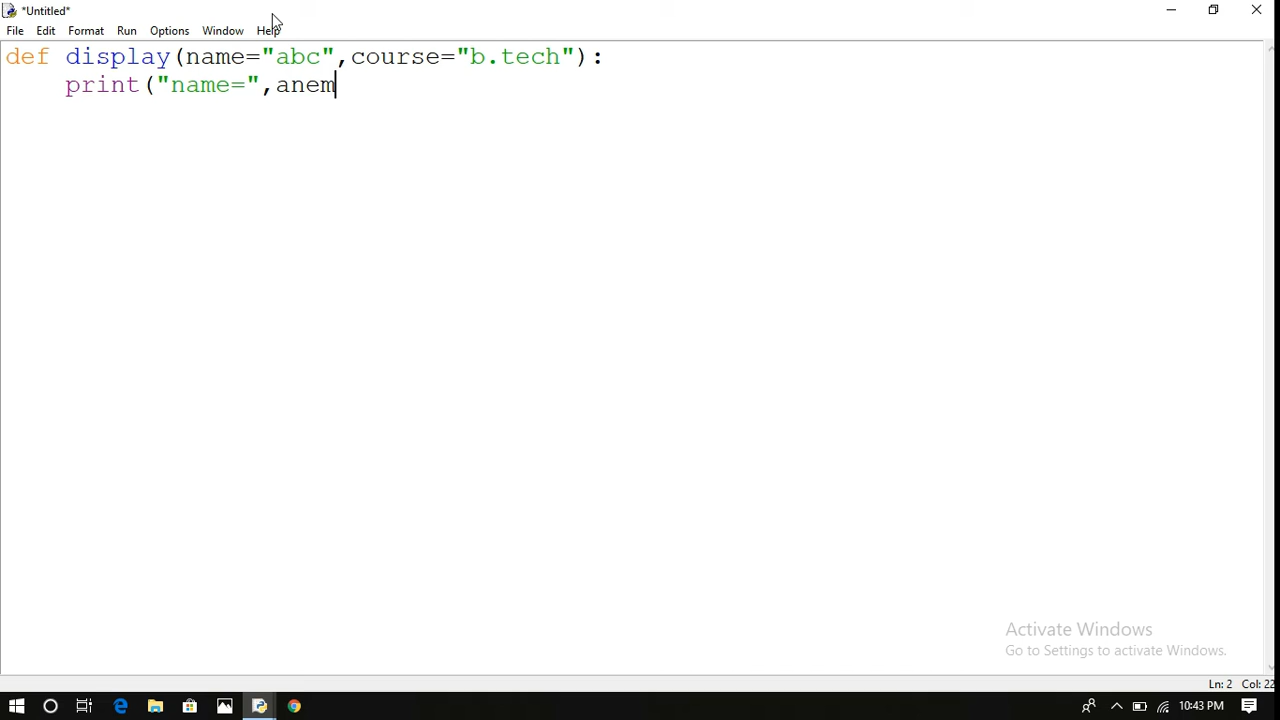 *Untitled*
File Edit Format Run Options Window Help
def display(name="abc",course="b.tech"):
    print("name=",anem
Activate Windows
Go to Settings to activate Windows.
Ln: 2 Col: 22
10:43 PM